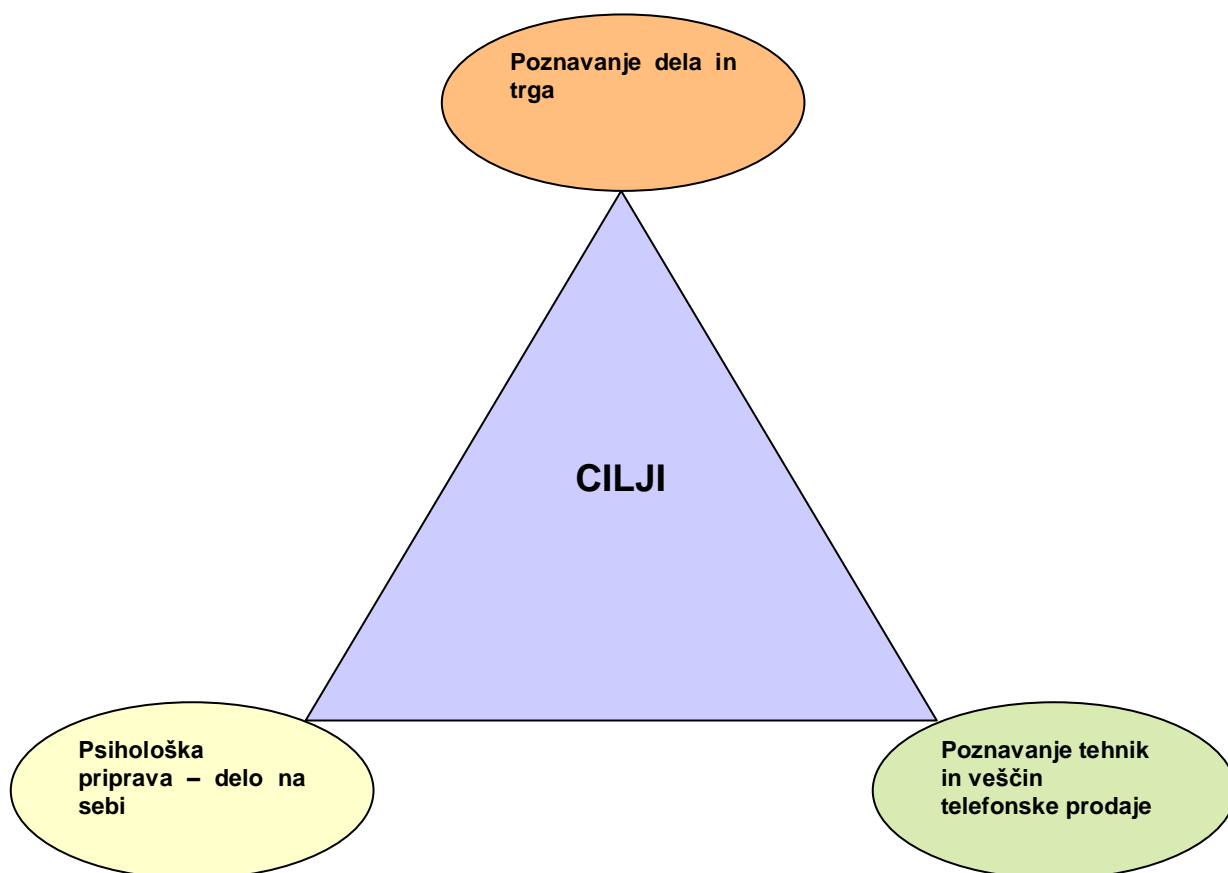 Poznavanje dela in
trga
CILJI
Psihološka
priprava – delo na
sebi
Poznavanje tehnik
in veščin
telefonske prodaje